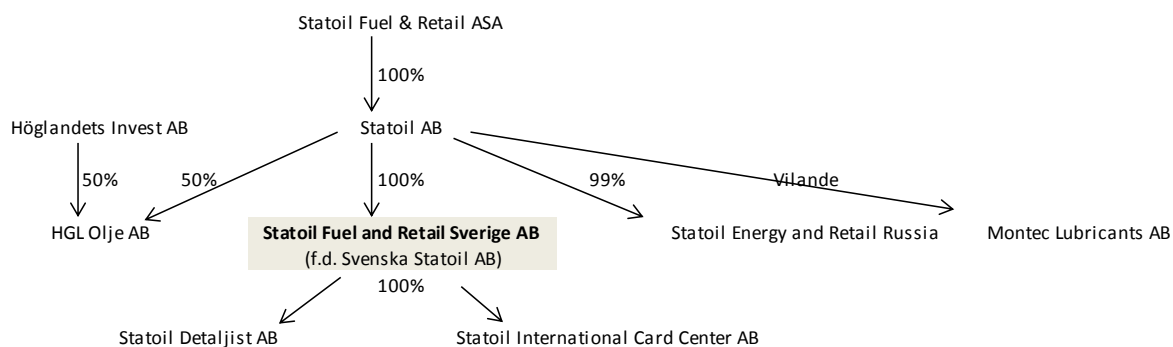 Statoil Fuel & Retail ASA
100%
Höglandets Invest AB
Statoil AB
50%
50%
100%
99%
Vilande
HGL Olje AB
Statoil Fuel and Retail Sverige AB
(f.d. Svenska Statoil AB)
Statoil Energy and Retail Russia
Montec Lubricants AB
100%
Statoil Detaljist AB
Statoil International Card Center AB